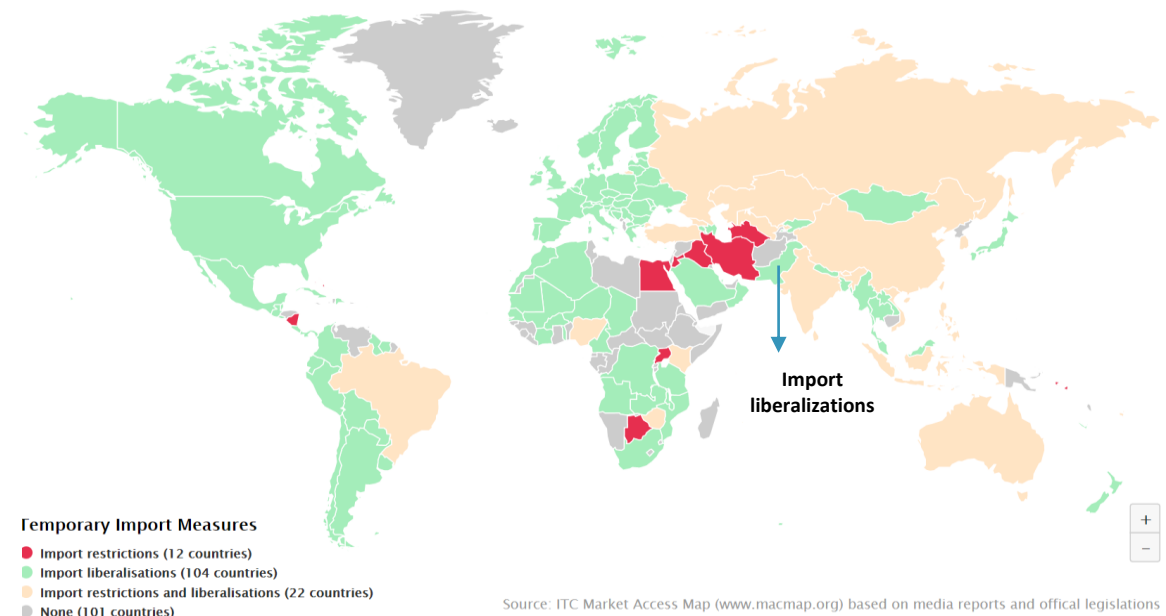 Import
liberalizations
Temporary Import Measures
Import restrictions (12 countries)
Import liberalisations (104 countries)
Import restrictions and liberalisations (22 countries)
None (101 countries)
+
−
Source: ITC Market Access Map (www.macmap.org) based on media reports and offical legislations